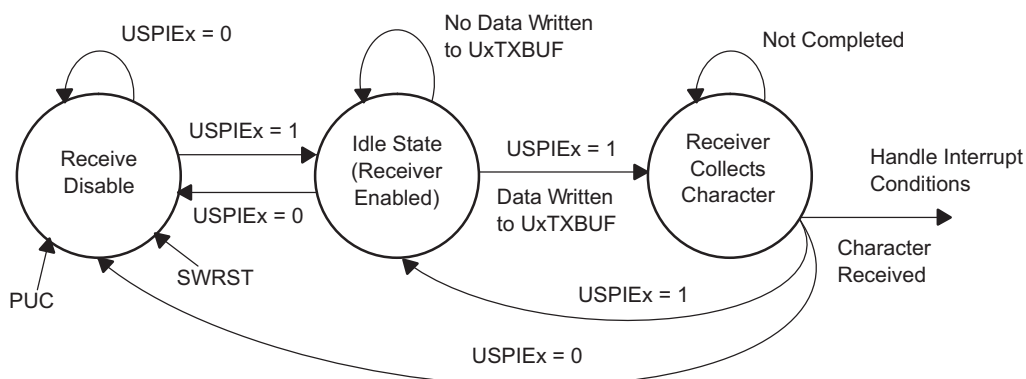 USPIEx = 0
No Data Written
to UxTXBUF
Not Completed
Receive
Disable
USPIEx = 1
USPIEx = 0
Idle State
(Receiver
Enabled)
USPIEx = 1
Data Written
to UxTXBUF
Receiver
Collects
Character
Handle Interrupt
Conditions
Character
Received
PUC
SWRST
USPIEx = 1
USPIEx = 0